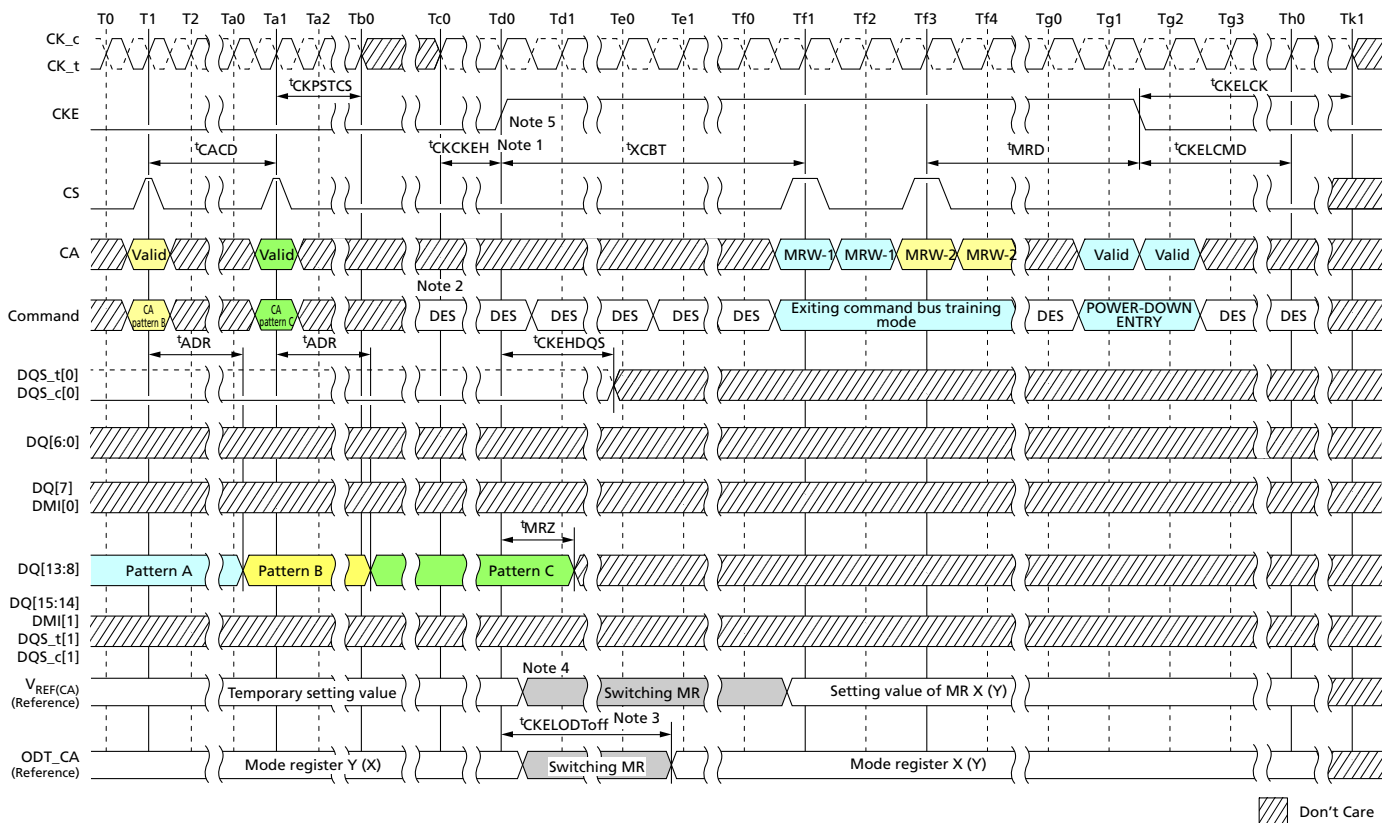 T0 T1 T2 Ta0 Ta1 Ta2 Tb0 Tc0 Td0 Td1 Te0 Te1 Tf0 Tf1 Tf2 Tf3 Tf4 Tg0 Tg1 Tg2 Tg3 Th0 Tk1
CK_c
CK_t
tCKPSTCS
tCKELCK
CKE
Note 5
tCACD
tCKCKEH
Note 1
tXCBT
tMRD
tCKELCMD
CS
CA
Valid Valid MRW-1 MRW-1 MRW-2 MRW-2 Valid Valid
Note 2
Command
CA pattern B
CA pattern C
DES DES DES DES DES DES
Exiting command bus training mode
DES
POWER-DOWN ENTRY
DES DES
tADR tADR tCKEHDQS
DQS_t[0]
DQS_c[0]
DQ[6:0]
DQ[7]
DMI[0]
tMRZ
DQ[13:8]
Pattern A Pattern B Pattern C
DQ[15:14]
DMI[1]
DQS_t[1]
DQS_c[1]
Note 4
VREF(CA)
(Reference)
Temporary setting value Switching MR Setting value of MR X (Y)
tCKELODToff Note 3
ODT_CA
(Reference)
Mode register Y (X) Switching MR Mode register X (Y)
Don't Care